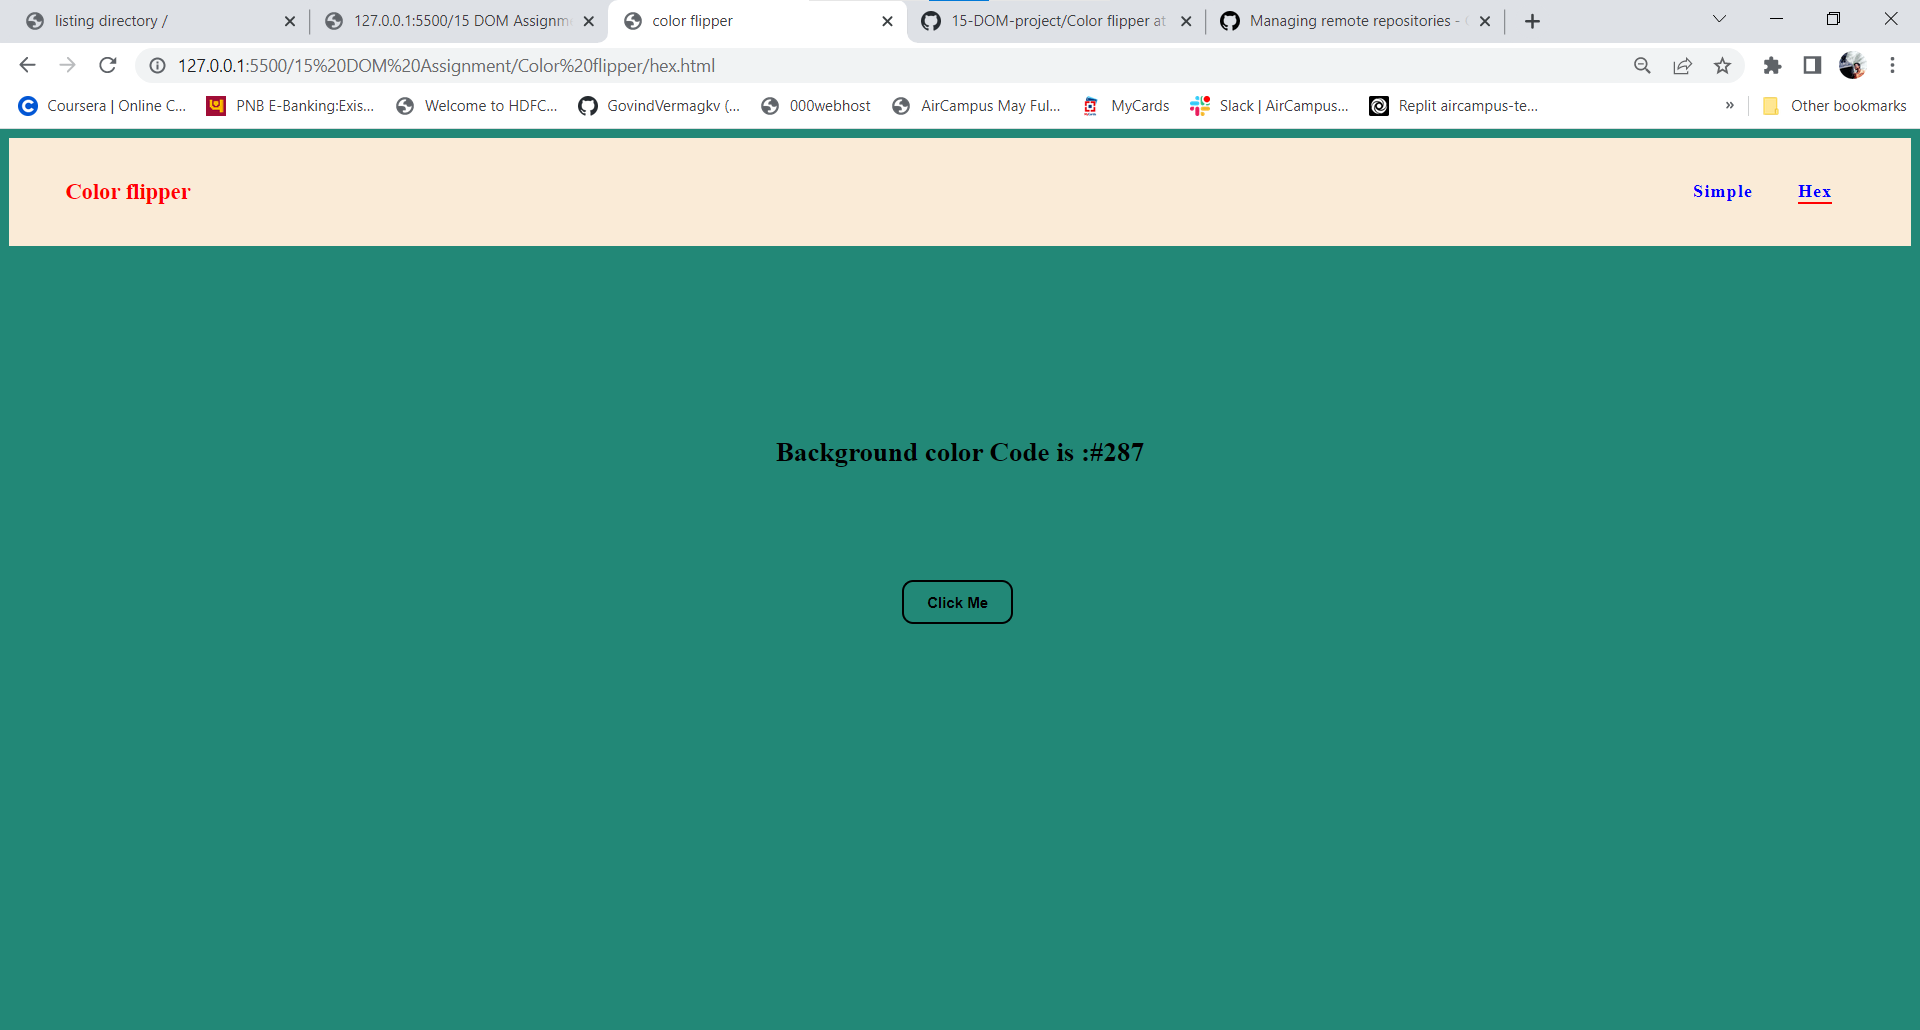 listing directory /
127.0.0.1:5500/15 DOM Assignm
color flipper
15-DOM-project/Color flipper at
Managing remote repositories -
127.0.0.1:5500/15%20DOM%20Assignment/Color%20flipper/hex.html
Coursera | Online C...
PNB E-Banking:Exis...
Welcome to HDFC...
GovindVermagkv (...
000webhost
AirCampus May Ful...
MyCards
Slack | AirCampus...
Replit aircampus-te...
»
Other bookmarks
Color flipper
Simple
Hex
Background color Code is :#287
Click Me